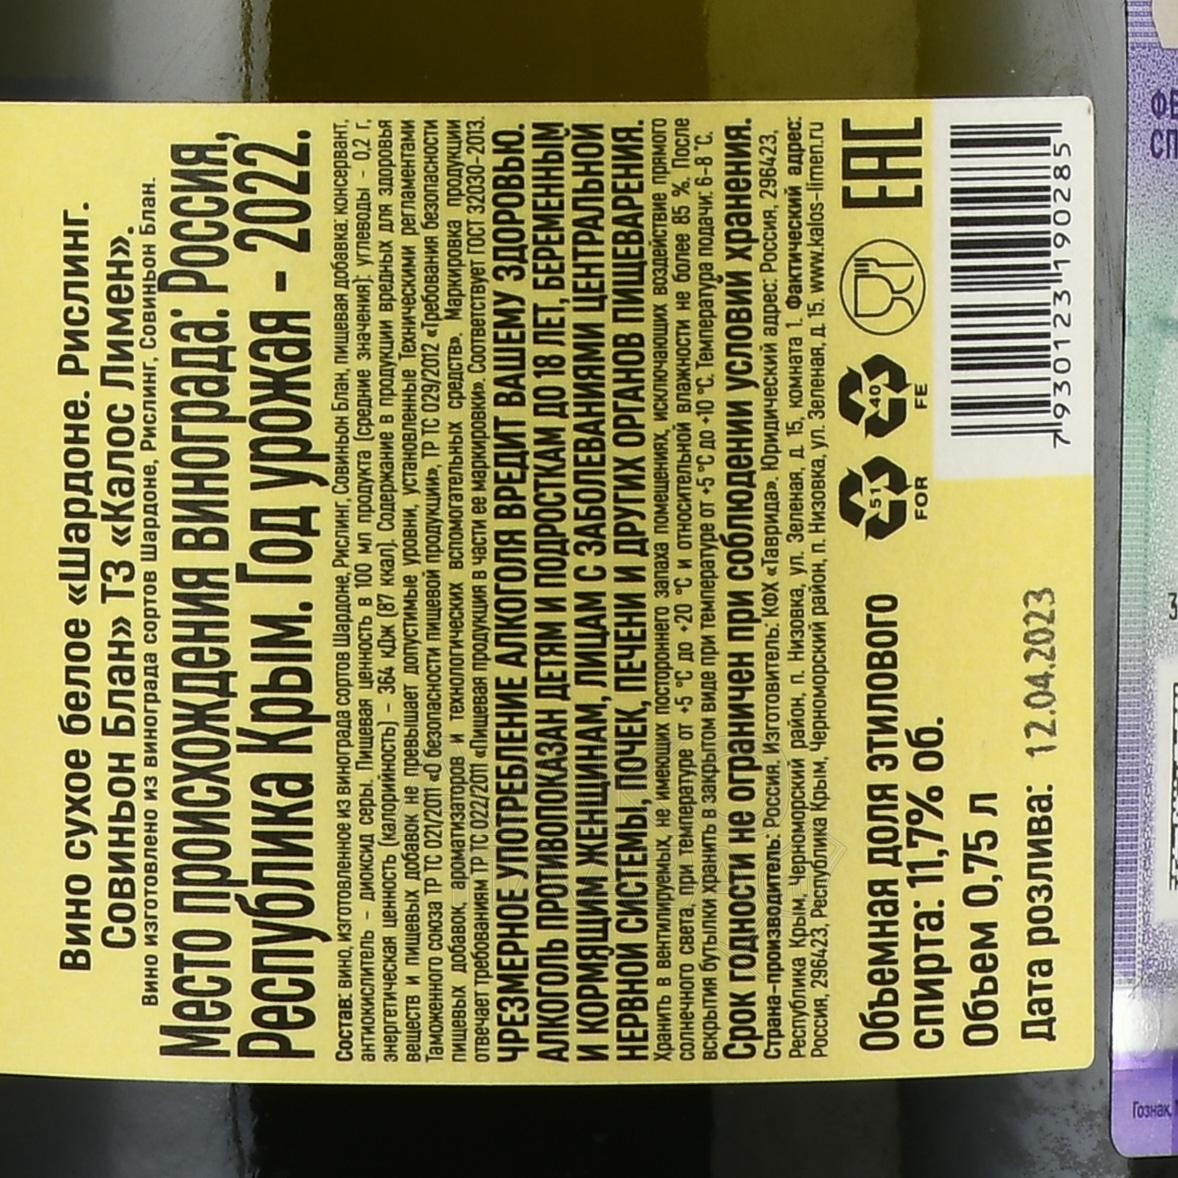 Вино сухое белое «Шардоне. Рислинг.
Совиньон Блан» ТЗ «Калос Лимен».
Вино изготовлено из винограда сортов Шардоне, Рислинг, Совиньон Блан.
Место происхождения винограда: Россия,
Республика Крым. Год урожая - 2022.
Состав: вино, изготовленное из винограда сортов Шардоне, Рислинг, Совиньон Блан, пищевая добавка: консервант,
антиокислитель - диоксид серы. Пищевая ценность в 100 мл продукта (средние значения): углеводы - 0,2 г,
энергетическая ценность (калорийность) - 364 кДж (87 ккал). Содержание в продукции вредных для здоровья
веществ и пищевых добавок не превышает допустимые уровни, установленные Техническими регламентами
Таможенного союза ТР ТС 021/2011 «О безопасности пищевой продукции», ТР ТС 029/2012 «Требования безопасности
пищевых добавок, ароматизаторов и технологических вспомогательных средств». Маркировка продукции
отвечает требованиям ТР ТС 022/2011 «Пищевая продукция в части ее маркировки». Соответствует ГОСТ 32030-2013.
ЧРЕЗМЕРНОЕ УПОТРЕБЛЕНИЕ АЛКОГОЛЯ ВРЕДИТ ВАШЕМУ ЗДОРОВЬЮ.
АЛКОГОЛЬ ПРОТИВОПОКАЗАН ДЕТЯМ И ПОДРОСТКАМ ДО 18 ЛЕТ, БЕРЕМЕННЫМ
И КОРМЯЩИМ ЖЕНЩИНАМ, ЛИЦАМ С ЗАБОЛЕВАНИЯМИ ЦЕНТРАЛЬНОЙ
НЕРВНОЙ СИСТЕМЫ, ПОЧЕК, ПЕЧЕНИ И ДРУГИХ ОРГАНОВ ПИЩЕВАРЕНИЯ.
Хранить в вентилируемых, не имеющих постороннего запаха помещениях, исключающих воздействие прямого
солнечного света, при температуре от +5 °С до +20 °С и относительной влажности не более 85 %. После
вскрытия бутылки хранить в закрытом виде при температуре от +5 °С до +10 °С. Температура подачи: 6-8 °С.
Срок годности не ограничен при соблюдении условий хранения.
Страна-производитель: Россия. Изготовитель: КФХ «Таврида». Юридический адрес: Россия, 296423,
Республика Крым, Черноморский район, п. Низовка, ул. Зеленая, д. 15, комната 1. Фактический адрес:
Россия, 296423, Республика Крым, Черноморский район, п. Низовка, ул. Зеленая, д. 15. www.kalos-limen.ru
Объемная доля этилового
спирта: 11,7% об.
Объем 0,75 л
Дата розлива: 12.04.2023
51
FOR
40
FE
EAC
7 930123 190285
ФЕ
СП
Гознак